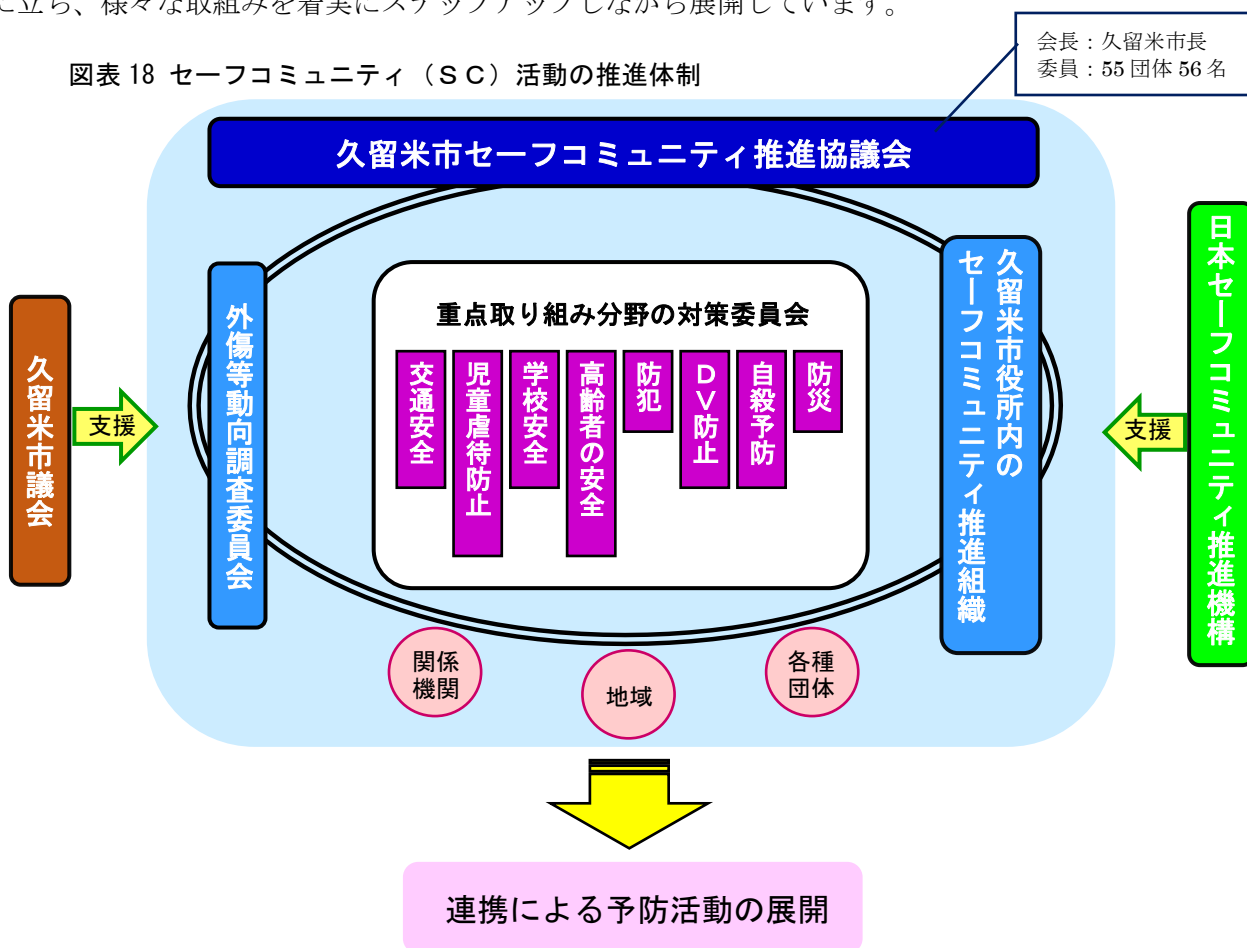 に立ち、様々な取組みを着実にステップアップしながら展開しています。
会長：久留米市長
委員：55団体56名
図表 18 セーフコミュニティ（ＳＣ）活動の推進体制
久留米市セーフコミュニティ推進協議会
久留米市議会
支援
外傷等動向調査委員会
重点取り組み分野の対策委員会
交通安全
児童虐待防止
学校安全
高齢者の安全
防犯
ＤＶ防止
自殺予防
防災
久留米市役所内の
セーフコミュニティ推進組織
支援
日本セーフコミュニティ推進機構
関係
機関
地域
各種
団体
連携による予防活動の展開